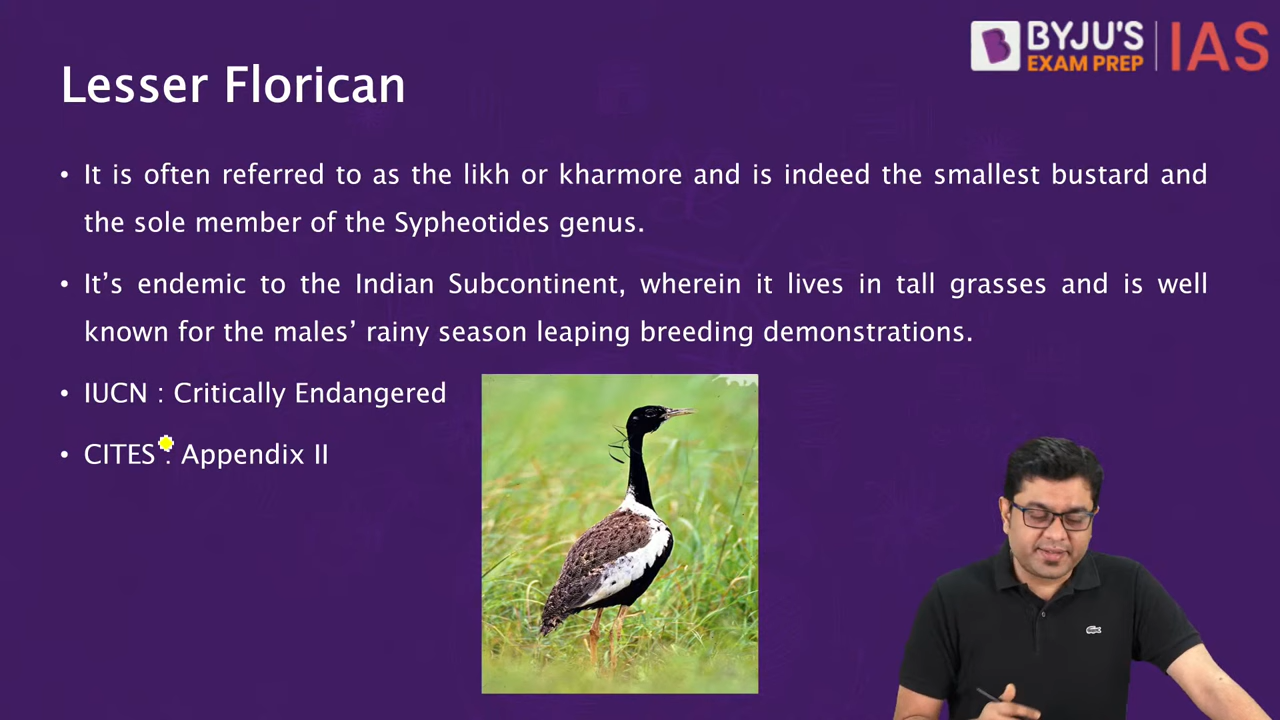 BYJU'S
EXAM PREP
IAS
Lesser Florican
• It is often referred to as the likh or kharmore and is indeed the smallest bustard and
the sole member of the Sypheotides genus.
• It’s endemic to the Indian Subcontinent, wherein it lives in tall grasses and is well
known for the males’ rainy season leaping breeding demonstrations.
• IUCN : Critically Endangered
• CITES : Appendix II